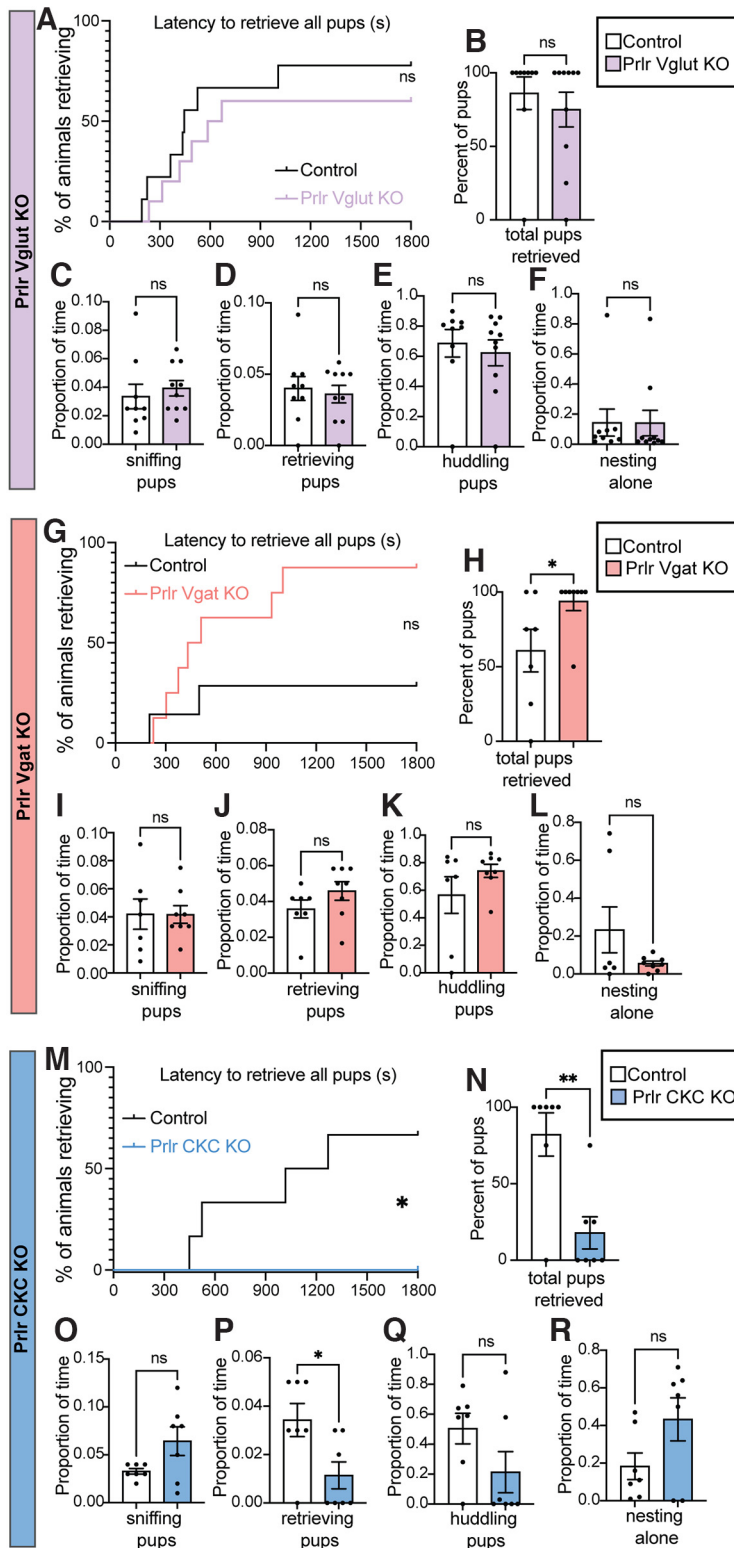 Prlr Vglut KO
A
Latency to retrieve all pups (s)
% of animals retrieving
100
50
0
ns
Control
Prlr Vglut KO
0 300 600 900 1200 1500 1800
B
ns
Percent of pups
100
50
0
total pups
retrieved
Control
Prlr Vglut KO
C
ns
Proportion of time
0.10
0.08
0.06
0.04
0.02
0.00
sniffing
pups
D
ns
Proportion of time
0.10
0.05
0.00
retrieving
pups
E
ns
Proportion of time
1.0
0.8
0.6
0.4
0.2
0.0
huddling
pups
F
ns
Proportion of time
1.0
0.8
0.6
0.4
0.2
0.0
nesting
alone
Prlr Vgat KO
G
Latency to retrieve all pups (s)
% of animals retrieving
100
50
0
Control
Prlr Vgat KO
ns
0 300 600 900 1200 1500 1800
H
*
Percent of pups
100
50
0
total pups
retrieved
Control
Prlr Vgat KO
I
ns
Proportion of time
0.10
0.08
0.06
0.04
0.02
0.00
sniffing
pups
J
ns
Proportion of time
0.08
0.06
0.04
0.02
0.00
retrieving
pups
K
ns
Proportion of time
1.0
0.8
0.6
0.4
0.2
0.0
huddling
pups
L
ns
Proportion of time
0.8
0.6
0.4
0.2
0.0
nesting
alone
Prlr CKC KO
M
Latency to retrieve all pups (s)
% of animals retrieving
100
50
0
Control
Prlr CKC KO
*
0 300 600 900 1200 1500 1800
N
**
Percent of pups
100
50
0
total pups
retrieved
Control
Prlr CKC KO
O
ns
Proportion of time
0.15
0.10
0.05
0.00
sniffing
pups
P
*
Proportion of time
0.06
0.04
0.02
0.00
retrieving
pups
Q
ns
Proportion of time
1.0
0.8
0.6
0.4
0.2
0.0
huddling
pups
R
ns
Proportion of time
0.8
0.6
0.4
0.2
0.0
nesting
alone